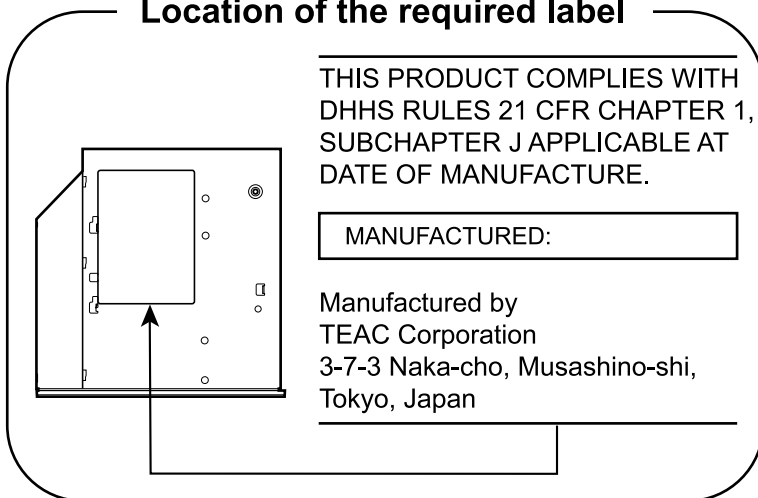 Location of the required label
THIS PRODUCT COMPLIES WITH
DHHS RULES 21 CFR CHAPTER 1,
SUBCHAPTER J APPLICABLE AT
DATE OF MANUFACTURE.
MANUFACTURED:
Manufactured by
TEAC Corporation
3-7-3 Naka-cho, Musashino-shi,
Tokyo, Japan